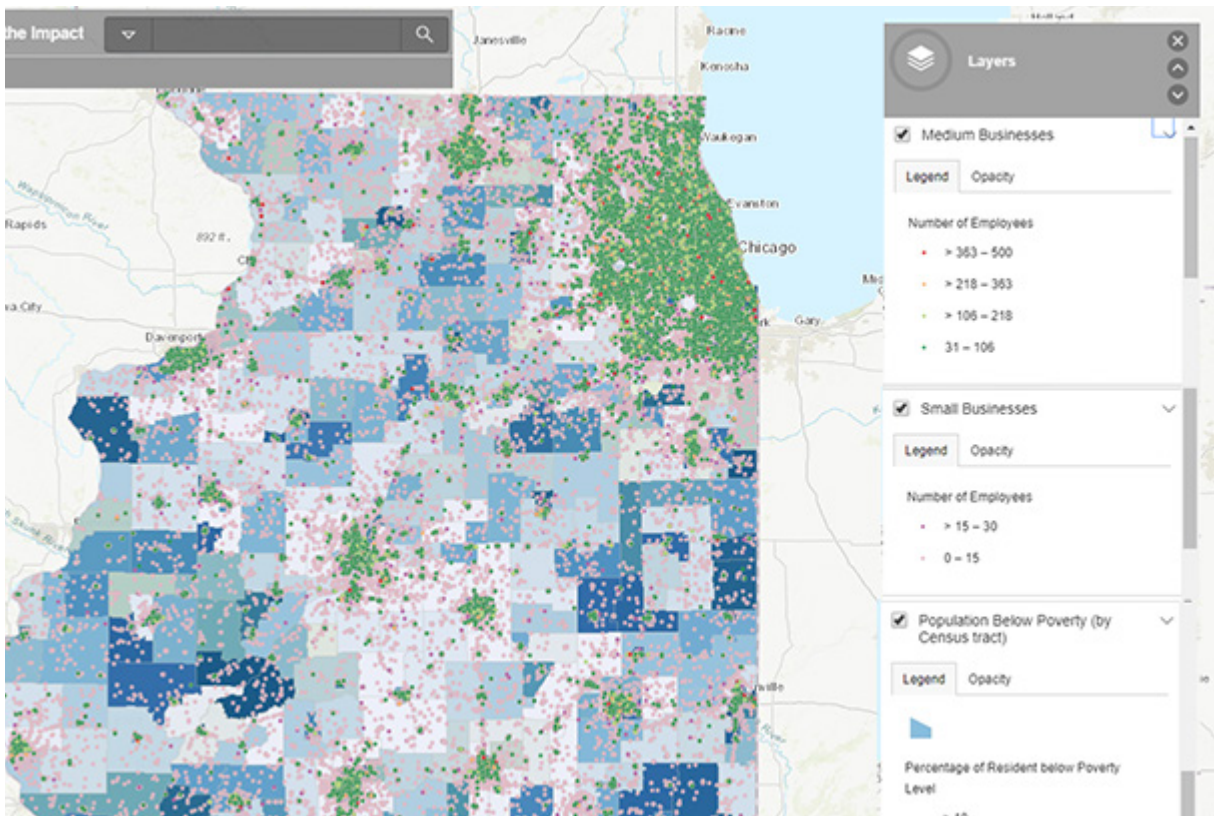 the Impact
Janesville
Racine
Kenosha
Waukegan
Evanston
Chicago
Gary
Rapids
892 ft.
Davenport
Layers
Medium Businesses
Legend Opacity
Number of Employees
> 363 – 500
> 218 – 363
> 106 – 218
31 – 106
Small Businesses
Legend Opacity
Number of Employees
> 15 – 30
0 – 15
Population Below Poverty (by
Census tract)
Legend Opacity
Percentage of Resident below Poverty
Level